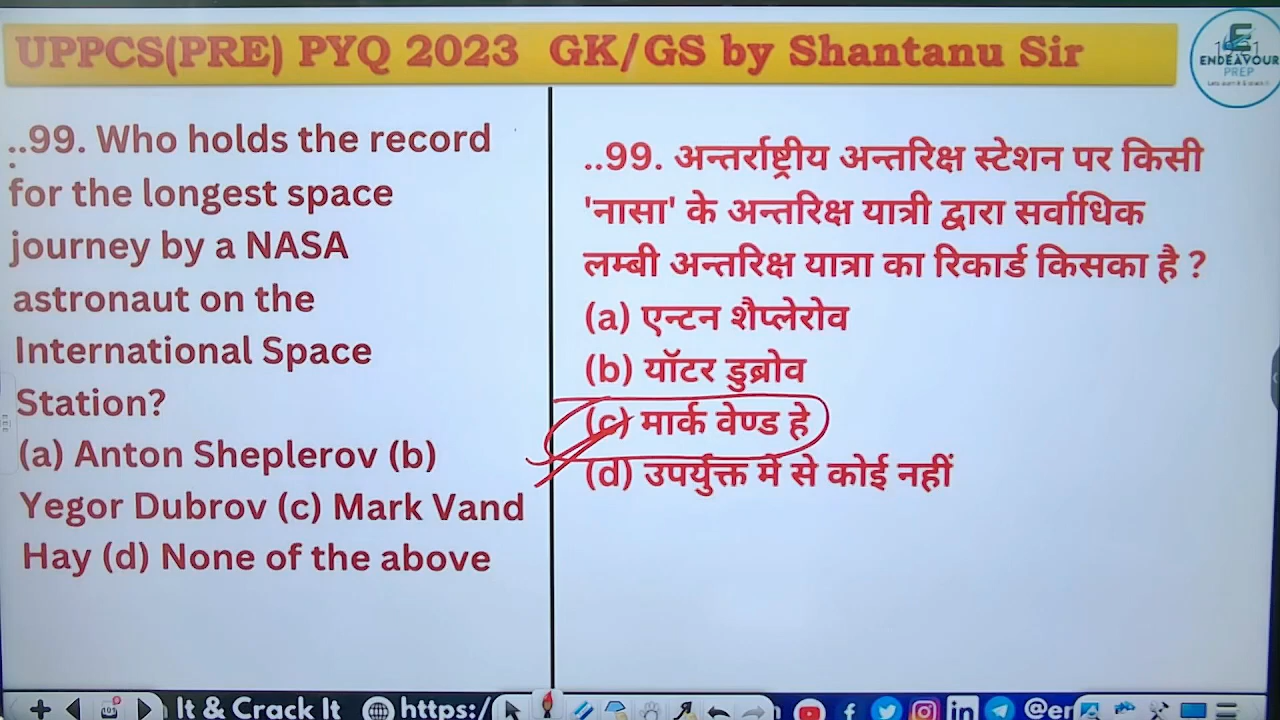 UPPCS(PRE) PYQ 2023 GK/GS by Shantanu Sir
ENDEAVOUR
PREP
..99. Who holds the record
for the longest space
journey by a NASA
astronaut on the
International Space
Station?
(a) Anton Sheplerov (b)
Yegor Dubrov (c) Mark Vand
Hay (d) None of the above
..99. अन्तर्राष्ट्रीय अन्तरिक्ष स्टेशन पर किसी
'नासा' के अन्तरिक्ष यात्री द्वारा सर्वाधिक
लम्बी अन्तरिक्ष यात्रा का रिकार्ड किसका है ?
(a) एन्टन शैप्लेरोव
(b) यॉटर डुब्रोव
(c) मार्क वेण्ड हे
(d) उपर्युक्त में से कोई नहीं
It & Crack It https:/ @en